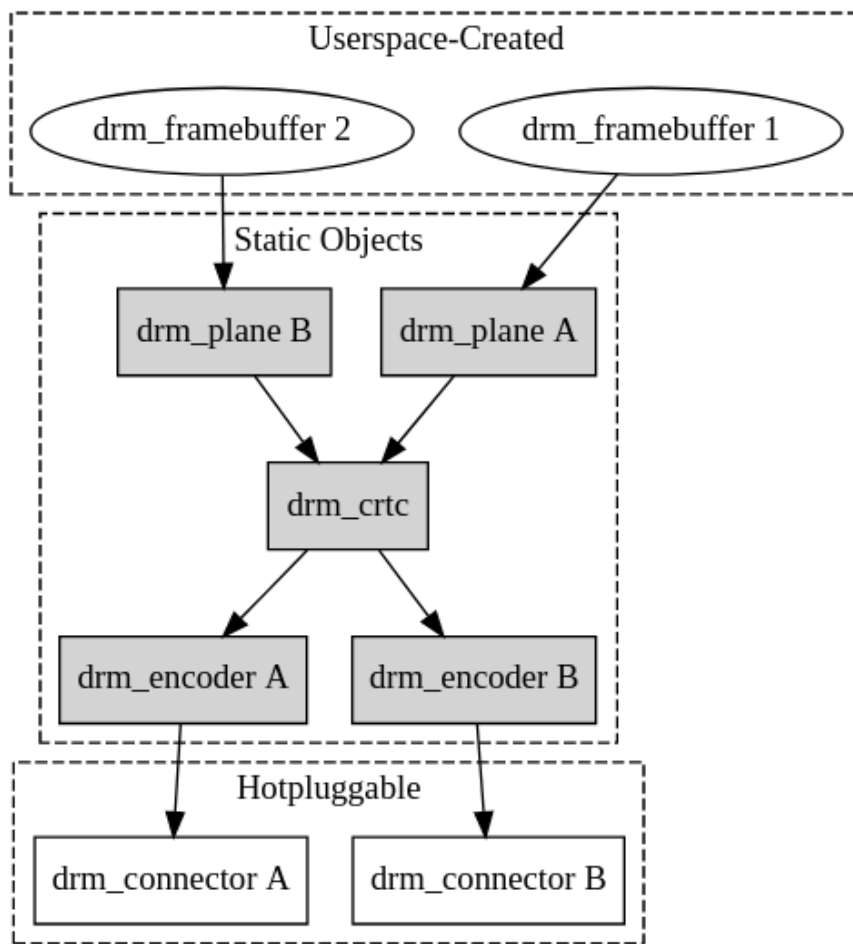 Userspace-Created
drm_framebuffer 2
drm_framebuffer 1
Static Objects
drm_plane B
drm_plane A
drm_crtc
drm_encoder A
drm_encoder B
Hotpluggable
drm_connector A
drm_connector B